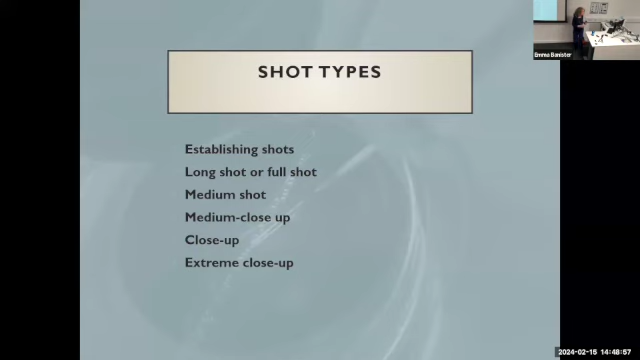 SHOT TYPES
Establishing shots
Long shot or full shot
Medium shot
Medium-close up
Close-up
Extreme close-up
Emma Banister
2024-02-15 14:48:57